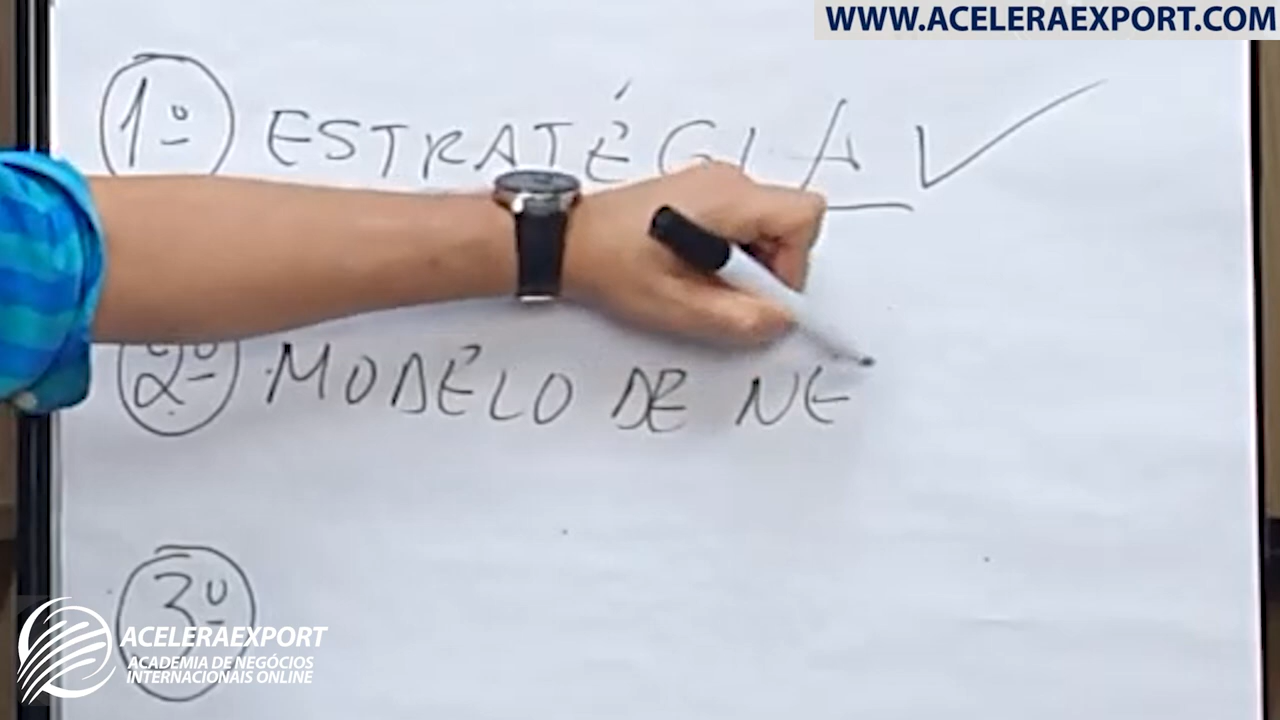 WWW.ACELERAEXPORT.COM
1º ESTRATÉGIA
2º MODELO DE NE
3º
ACELERAEXPORT
ACADEMIA DE NEGÓCIOS
INTERNACIONAIS ONLINE